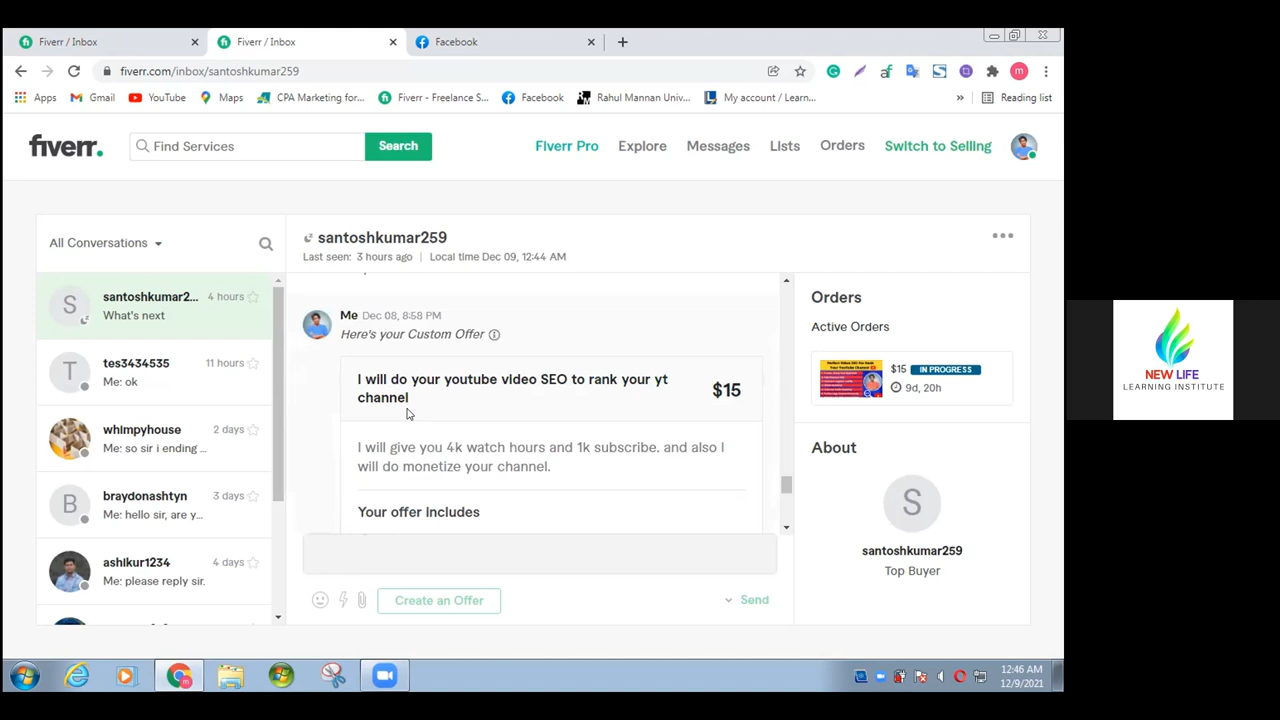 Fiverr / Inbox
Fiverr / Inbox
Facebook
fiverr.com/inbox/santoshkumar259
Apps
Gmail
YouTube
Maps
CPA Marketing for...
Fiverr - Freelance S...
Facebook
Rahul Mannan Uni...
My account / Learn...
Reading list
fiverr.
Find Services
Search
Fiverr Pro
Explore
Messages
Lists
Orders
Switch to Selling
All Conversations
santoshkumar259
Last seen: 3 hours ago | Local time Dec 09, 12:44 AM
S
santoshkumar2...
4 hours
What's next
T
tes3434535
11 hours
Me: ok
whimpyhouse
2 days
Me: so sir i ending ...
B
braydonashtyn
3 days
Me: hello sir, are y...
ashikur1234
4 days
Me: please reply sir.
Me Dec 08, 8:58 PM
Here's your Custom Offer
I will do your youtube video SEO to rank your yt
channel
$15
I will give you 4k watch hours and 1k subscribe. and also I
will do monetize your channel.
Your offer includes
Create an Offer
Send
Orders
Active Orders
$15 IN PROGRESS
9d, 20h
About
S
santoshkumar259
Top Buyer
NEW LIFE
LEARNING INSTITUTE
12:46 AM
12/9/2021